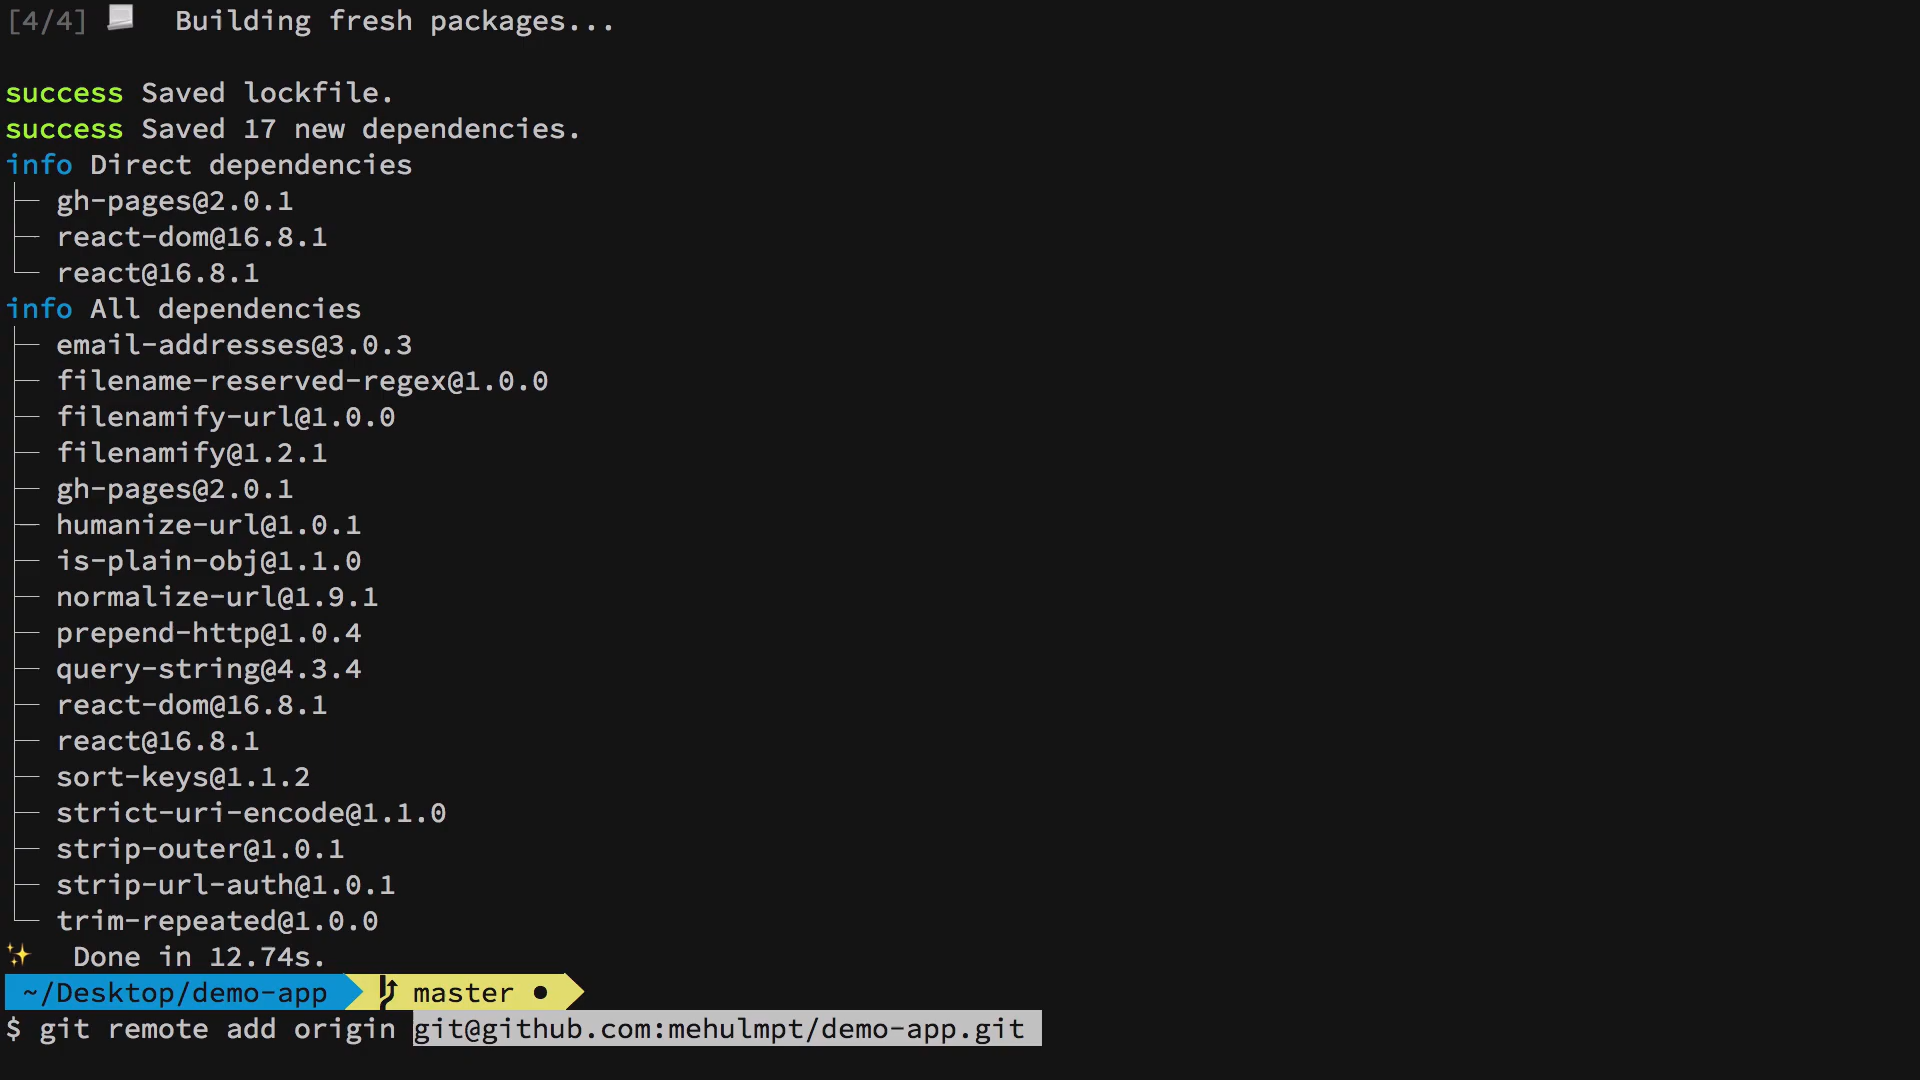 [4/4] Building fresh packages...
success Saved lockfile.
success Saved 17 new dependencies.
info Direct dependencies
├─ gh-pages@2.0.1
├─ react-dom@16.8.1
└─ react@16.8.1
info All dependencies
├─ email-addresses@3.0.3
├─ filename-reserved-regex@1.0.0
├─ filenamify-url@1.0.0
├─ filenamify@1.2.1
├─ gh-pages@2.0.1
├─ humanize-url@1.0.1
├─ is-plain-obj@1.1.0
├─ normalize-url@1.9.1
├─ prepend-http@1.0.4
├─ query-string@4.3.4
├─ react-dom@16.8.1
├─ react@16.8.1
├─ sort-keys@1.1.2
├─ strict-uri-encode@1.1.0
├─ strip-outer@1.0.1
├─ strip-url-auth@1.0.1
└─ trim-repeated@1.0.0
✨ Done in 12.74s.
~/Desktop/demo-app master ●
$ git remote add origin git@github.com:mehulmpt/demo-app.git